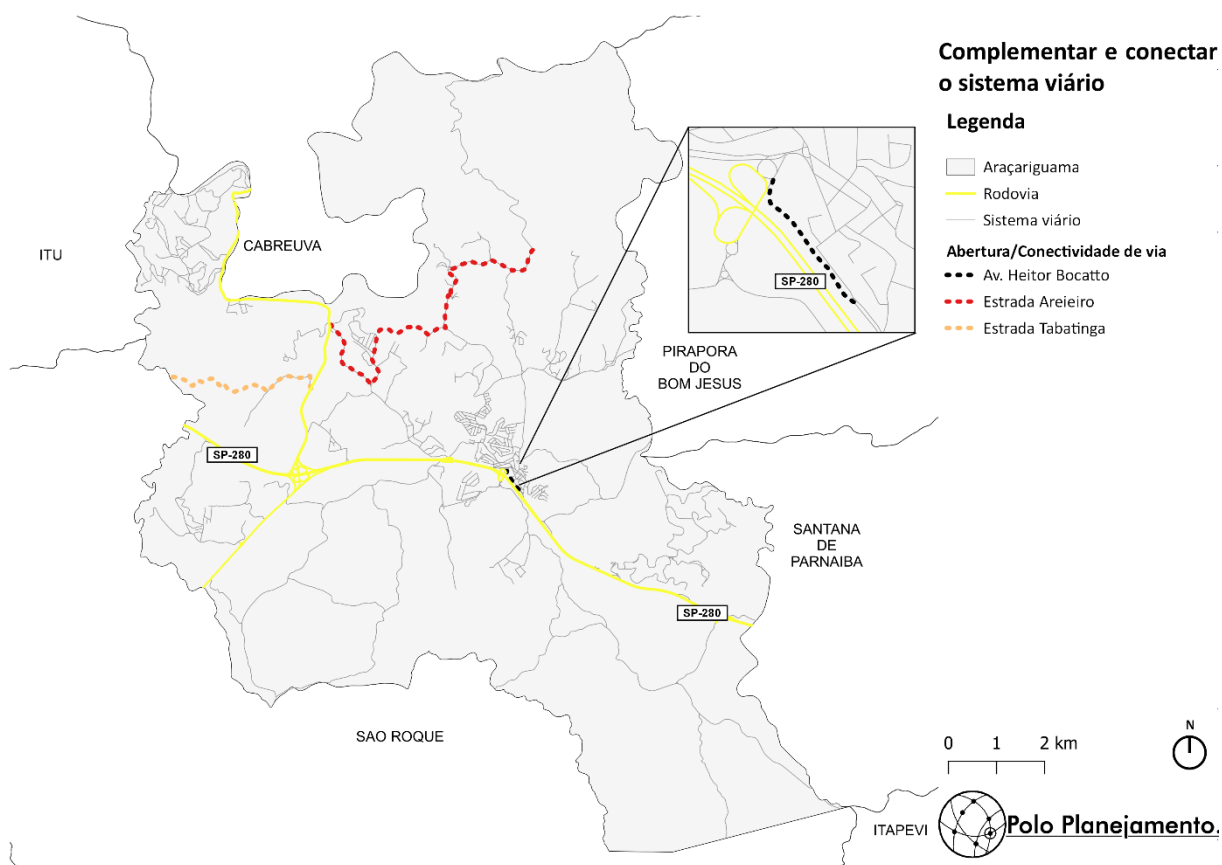 Complementar e conectar
o sistema viário
Legenda
Araçariguama
Rodovia
Sistema viário
Abertura/Conectividade de via
Av. Heitor Bocatto
Estrada Areieiro
Estrada Tabatinga
ITU
CABREUVA
SP-280
PIRAPORA
DO
BOM JESUS
SP-280
SANTANA
DE
PARNAIBA
SP-280
SAO ROQUE
ITAPEVI
0 1 2 km
N
Polo Planejamento.